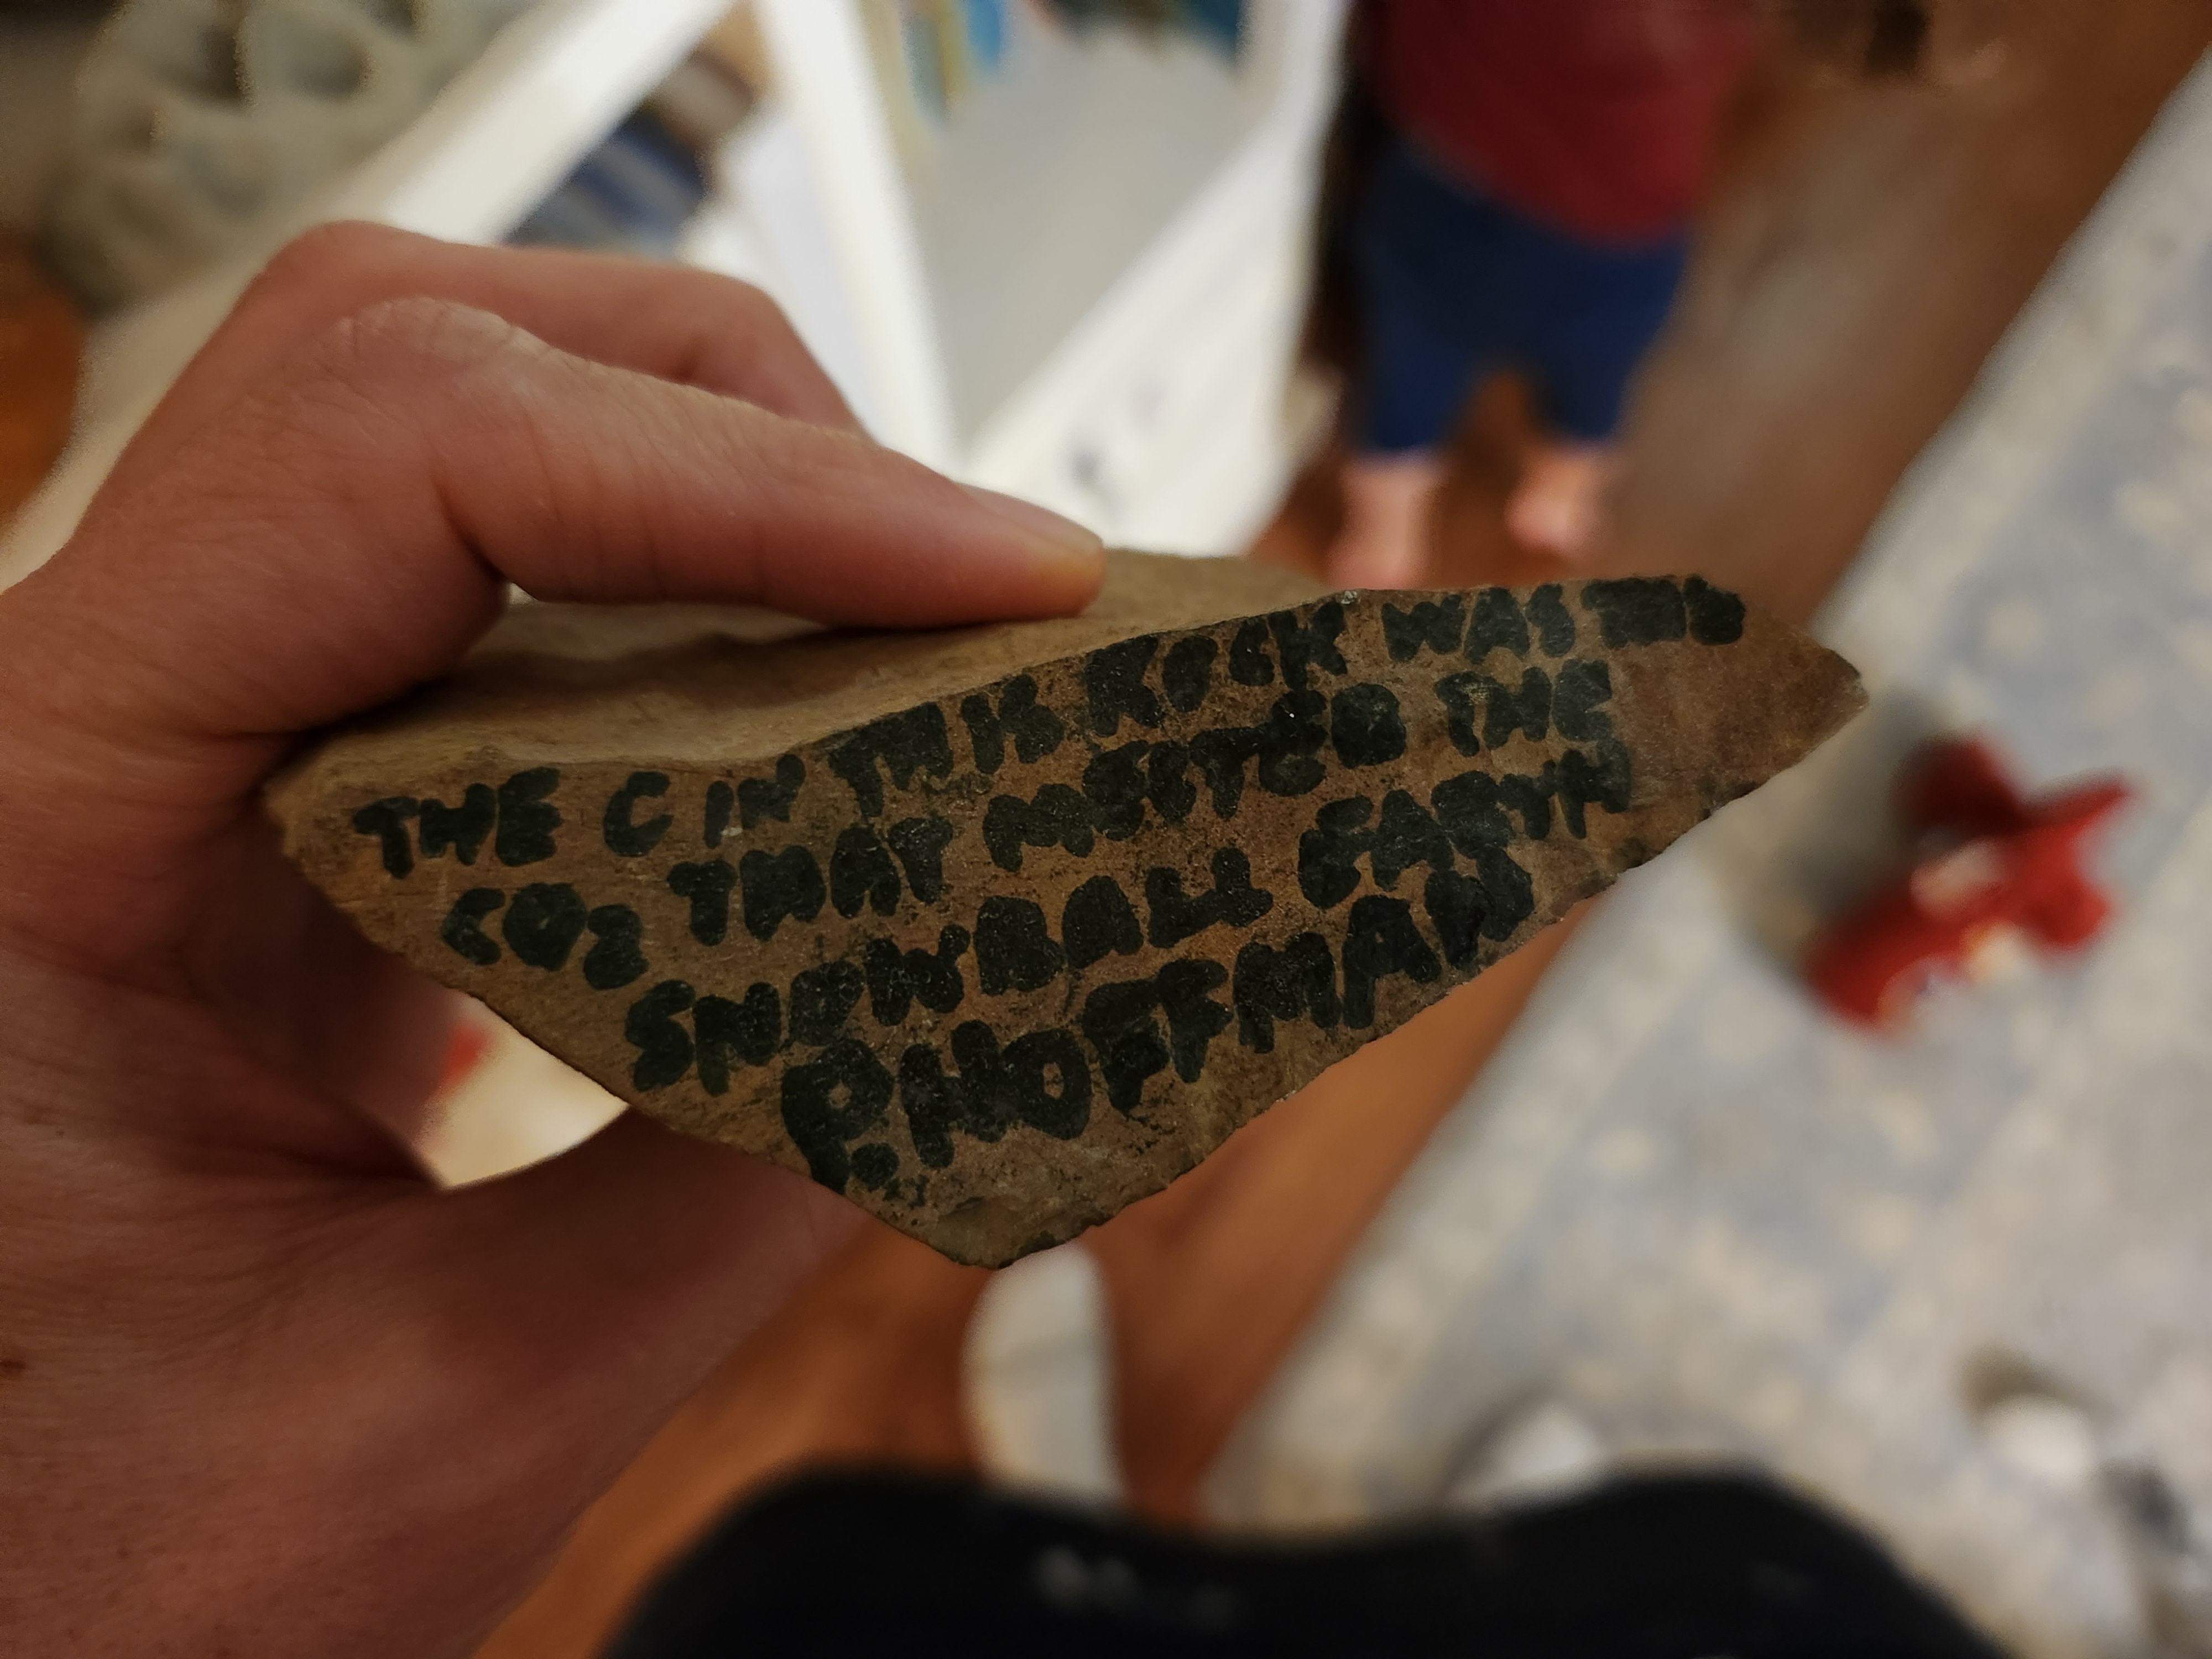 THE C IN THIS ROCK WAS THE
CO2 THAT MELTED THE
SNOWBALL EARTH
P. HOFFMAN